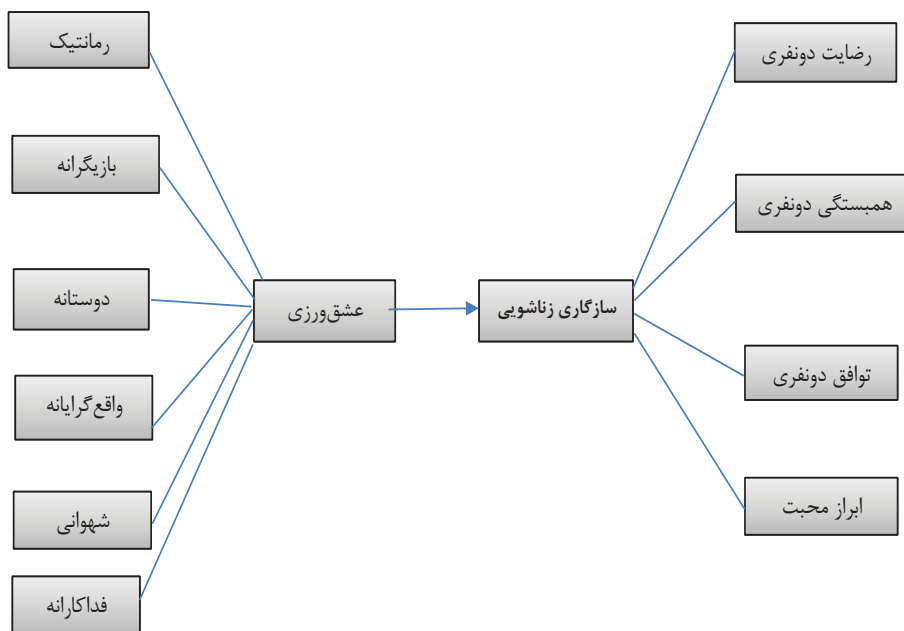 رمانتیک
بازیگرانه
دوستانه
واقع‌گرایانه
شهوانی
فداکارانه
عشق‌ورزی
سازگاری زناشویی
رضایت دونفری
همبستگی دونفری
توافق دونفری
ابراز محبت